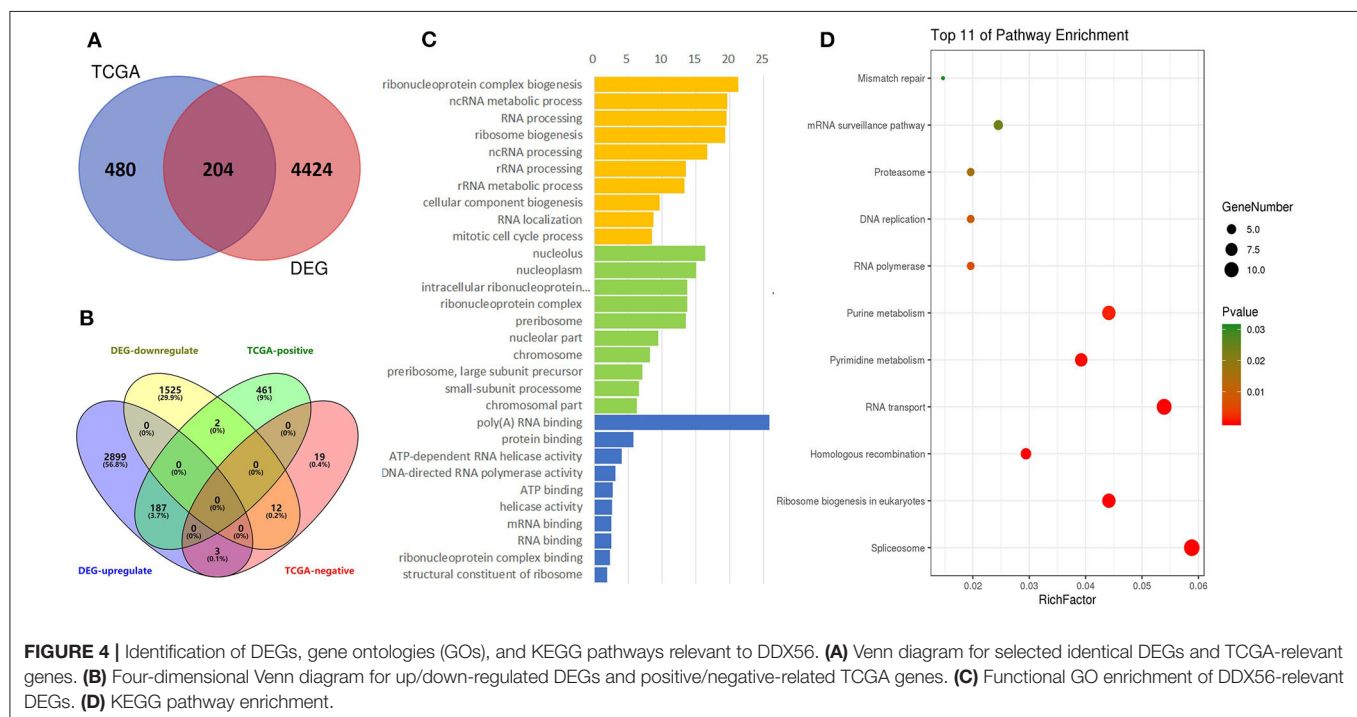 A
TCGA
480
204
4424
DEG
B
DEG-downregulate
TCGA-positive
1525
(29.9%)
461
(9%)
0
(0%)
2
(0%)
0
(0%)
2899
(56.8%)
19
(0.4%)
0
(0%)
0
(0%)
0
(0%)
187
(3.7%)
12
(0.2%)
0
(0%)
0
(0%)
3
(0.1%)
DEG-upregulate
TCGA-negative
C
0 5 10 15 20 25
ribonucleoprotein complex biogenesis
ncRNA metabolic process
RNA processing
ribosome biogenesis
ncRNA processing
rRNA processing
rRNA metabolic process
cellular component biogenesis
RNA localization
mitotic cell cycle process
nucleolus
nucleoplasm
intracellular ribonucleoprotein...
ribonucleoprotein complex
preribosome
nucleolar part
chromosome
preribosome, large subunit precursor
small-subunit processome
chromosomal part
poly(A) RNA binding
protein binding
ATP-dependent RNA helicase activity
DNA-directed RNA polymerase activity
ATP binding
helicase activity
mRNA binding
RNA binding
ribonucleoprotein complex binding
structural constituent of ribosome
D
Top 11 of Pathway Enrichment
Mismatch repair
mRNA surveillance pathway
Proteasome
DNA replication
RNA polymerase
Purine metabolism
Pyrimidine metabolism
RNA transport
Homologous recombination
Ribosome biogenesis in eukaryotes
Spliceosome
0.02 0.03 0.04 0.05 0.06
RichFactor
GeneNumber
5.0
7.5
10.0
Pvalue
0.03
0.02
0.01
FIGURE 4 | Identification of DEGs, gene ontologies (GOs), and KEGG pathways relevant to DDX56. (A) Venn diagram for selected identical DEGs and TCGA-relevant
genes. (B) Four-dimensional Venn diagram for up/down-regulated DEGs and positive/negative-related TCGA genes. (C) Functional GO enrichment of DDX56-relevant
DEGs. (D) KEGG pathway enrichment.